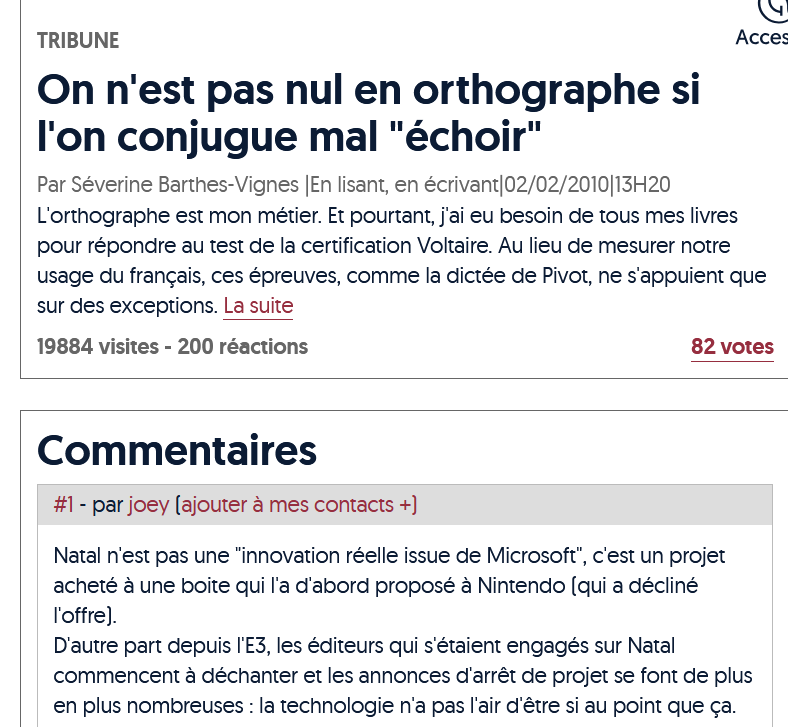 Acces
TRIBUNE
On n'est pas nul en orthographe si
l'on conjugue mal "échoir"
Par Séverine Barthes-Vignes |En lisant, en écrivant|02/02/2010|13H20
L'orthographe est mon métier. Et pourtant, j'ai eu besoin de tous mes livres
pour répondre au test de la certification Voltaire. Au lieu de mesurer notre
usage du français, ces épreuves, comme la dictée de Pivot, ne s'appuient que
sur des exceptions. La suite
19884 visites - 200 réactions 82 votes
Commentaires
#1 - par joey (ajouter à mes contacts +)
Natal n'est pas une "innovation réelle issue de Microsoft", c'est un projet
acheté à une boite qui l'a d'abord proposé à Nintendo (qui a décliné
l'offre).
D'autre part depuis l'E3, les éditeurs qui s'étaient engagés sur Natal
commencent à déchanter et les annonces d'arrêt de projet se font de plus
en plus nombreuses : la technologie n'a pas l'air d'être si au point que ça.